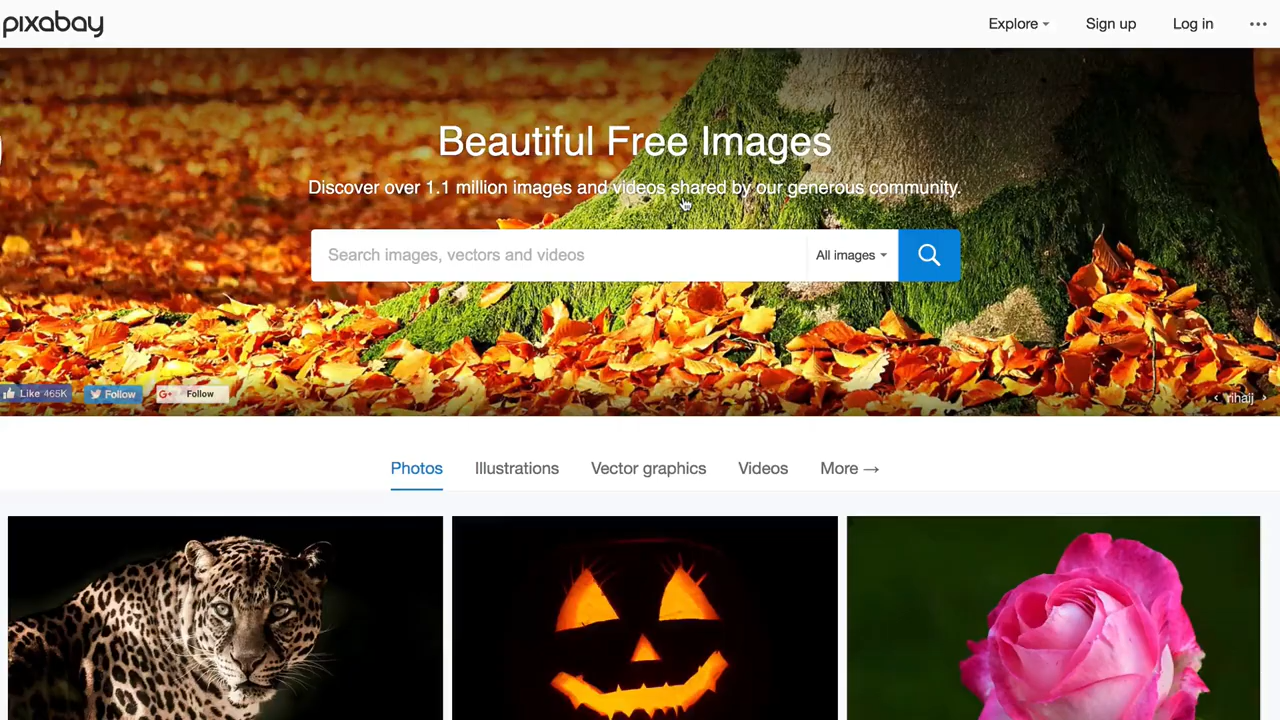 pixabay
Explore
Sign up
Log in
Beautiful Free Images
Discover over 1.1 million images and videos shared by our generous community.
Search images, vectors and videos
All images
Like 465K
Follow
G+ Follow
rihaij
Photos
Illustrations
Vector graphics
Videos
More →